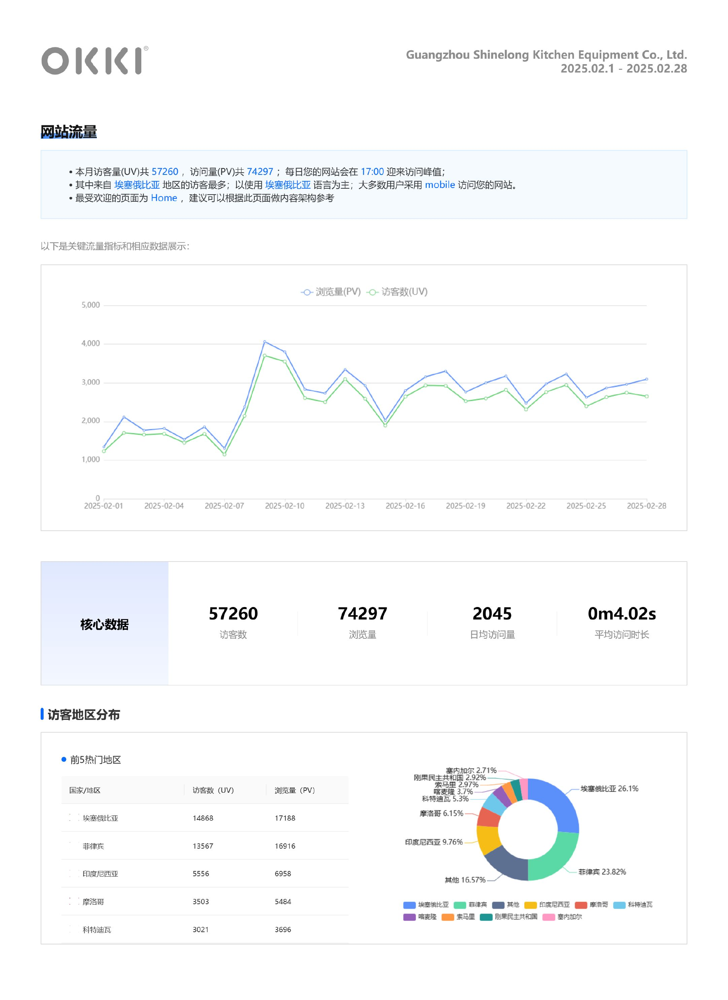 OKKI®
Guangzhou Shinelong Kitchen Equipment Co., Ltd.
2025.02.1 - 2025.02.28
网站流量
• 本月访客量(UV)共 57260 ，访问量(PV)共 74297 ；每日您的网站会在 17:00 迎来访问峰值；
• 其中来自 埃塞俄比亚 地区的访客最多；以使用 埃塞俄比亚 语言为主；大多数用户采用 mobile 访问您的网站。
• 最受欢迎的页面为 Home ，建议可以根据此页面做内容架构参考
以下是关键流量指标和相应数据展示：
浏览量(PV) 访客数(UV)
5,000
4,000
3,000
2,000
1,000
0
2025-02-01 2025-02-04 2025-02-07 2025-02-10 2025-02-13 2025-02-16 2025-02-19 2025-02-22 2025-02-25 2025-02-28
核心数据
57260 74297 2045 0m4.02s
访客数 浏览量 日均访问量 平均访问时长
访客地区分布
前5热门地区
国家/地区 访客数（UV） 浏览量（PV）
埃塞俄比亚 14868 17188
菲律宾 13567 16916
印度尼西亚 5556 6958
摩洛哥 3503 5484
科特迪瓦 3021 3696
塞内加尔 2.71%
刚果民主共和国 2.92%
索马里 2.97%
喀麦隆 3.7%
科特迪瓦 5.3%
摩洛哥 6.15%
印度尼西亚 9.76%
其他 16.57%
埃塞俄比亚 26.1%
菲律宾 23.82%
埃塞俄比亚 菲律宾 其他 印度尼西亚 摩洛哥 科特迪瓦
喀麦隆 索马里 刚果民主共和国 塞内加尔